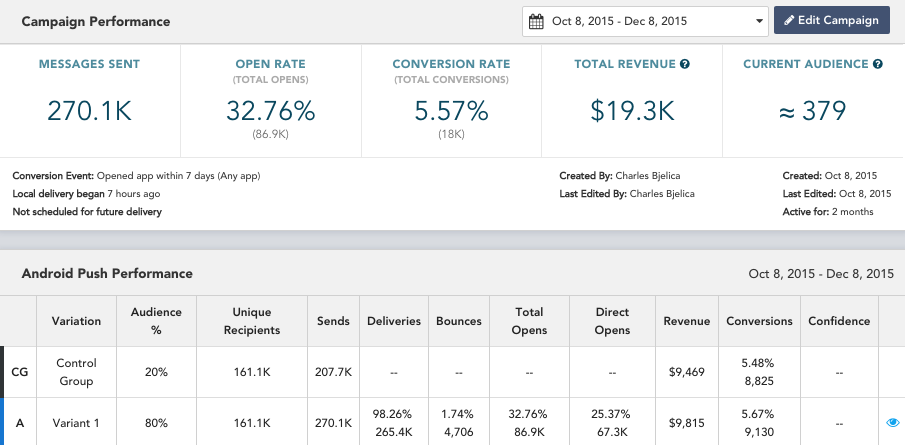 Campaign Performance
Oct 8, 2015 - Dec 8, 2015
Edit Campaign
MESSAGES SENT
270.1K
OPEN RATE
(TOTAL OPENS)
32.76%
(86.9K)
CONVERSION RATE
(TOTAL CONVERSIONS)
5.57%
(18K)
TOTAL REVENUE ?
$19.3K
CURRENT AUDIENCE ?
≈ 379
Conversion Event: Opened app within 7 days (Any app)
Local delivery began 7 hours ago
Not scheduled for future delivery
Created By: Charles Bjelica
Last Edited By: Charles Bjelica
Created: Oct 8, 2015
Last Edited: Oct 8, 2015
Active for: 2 months
Android Push Performance
Oct 8, 2015 - Dec 8, 2015
Variation
Audience
%
Unique
Recipients
Sends
Deliveries
Bounces
Total
Opens
Direct
Opens
Revenue
Conversions
Confidence
CG
Control
Group
20%
161.1K
207.7K
--
--
--
--
$9,469
5.48%
8,825
--
A
Variant 1
80%
161.1K
270.1K
98.26%
265.4K
1.74%
4,706
32.76%
86.9K
25.37%
67.3K
$9,815
5.67%
9,130
--